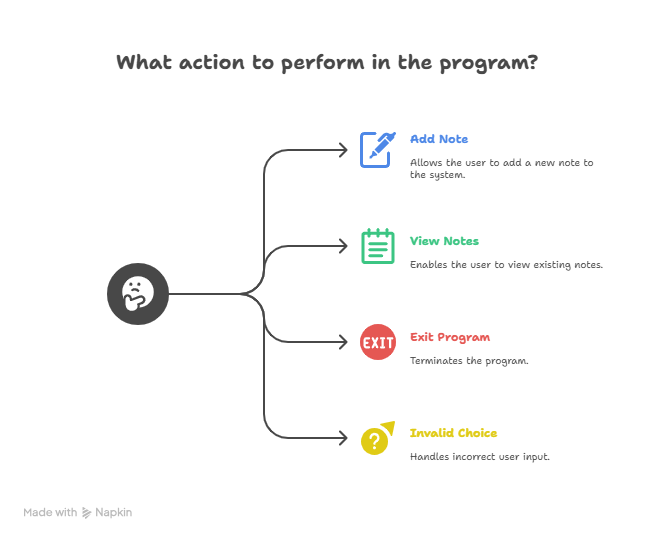 What action to perform in the program?
Add Note
Allows the user to add a new note to
the system.
View Notes
Enables the user to view existing notes.
EXIT
Exit Program
Terminates the program.
?
Invalid Choice
Handles incorrect user input.
Made with Napkin